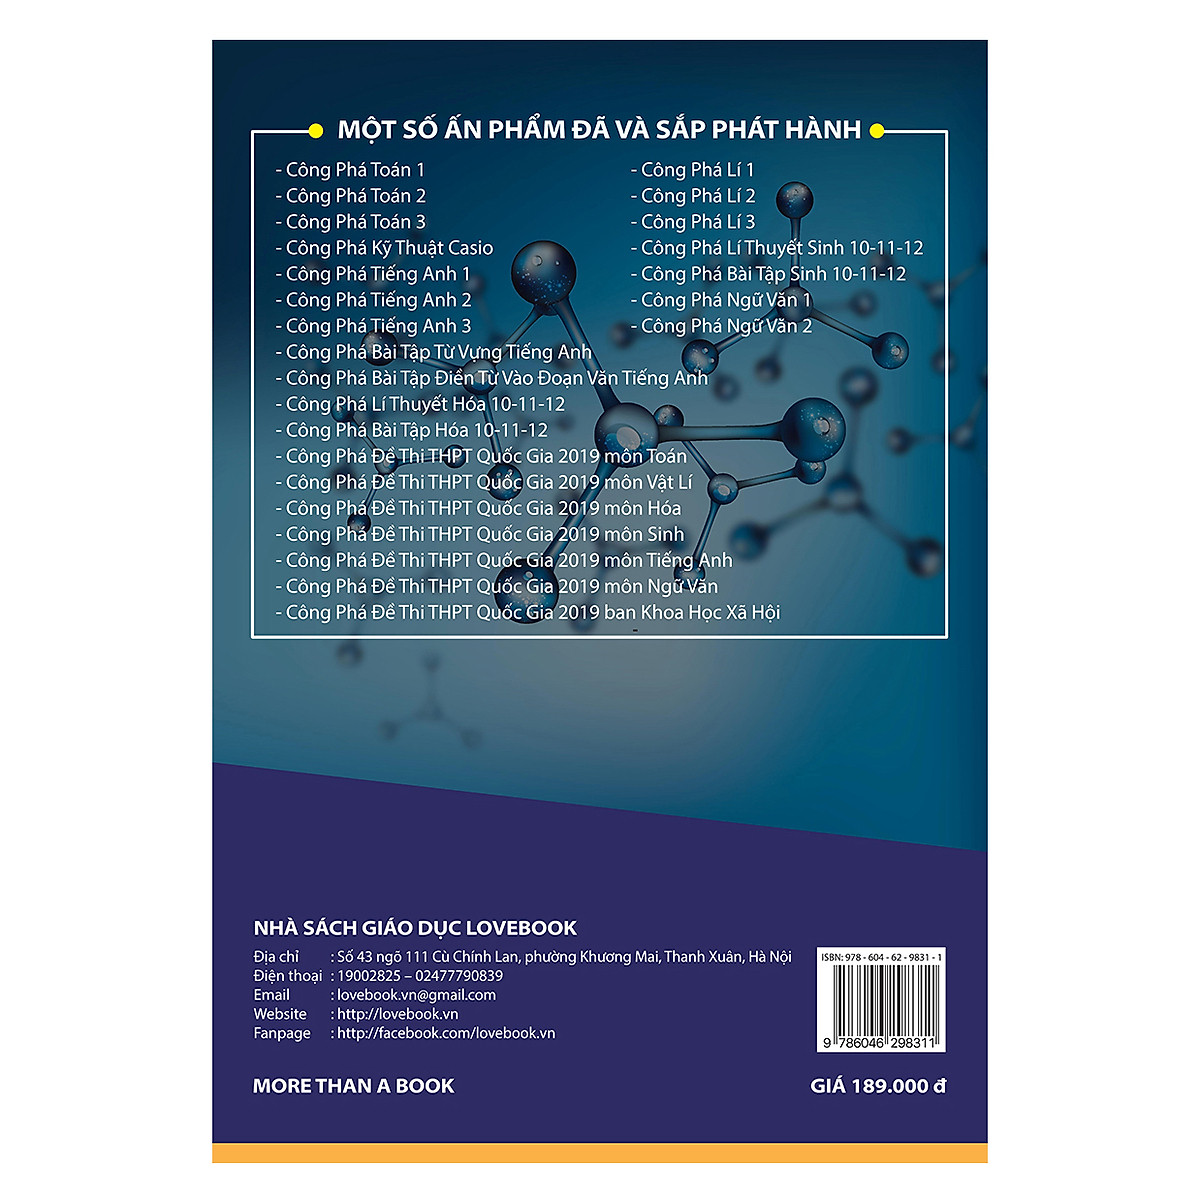 MỘT SỐ ẤN PHẨM ĐÃ VÀ SẮP PHÁT HÀNH
- Công Phá Toán 1
- Công Phá Toán 2
- Công Phá Toán 3
- Công Phá Kỹ Thuật Casio
- Công Phá Tiếng Anh 1
- Công Phá Tiếng Anh 2
- Công Phá Tiếng Anh 3
- Công Phá Bài Tập Từ Vựng Tiếng Anh
- Công Phá Bài Tập Điền Từ Vào Đoạn Văn Tiếng Anh
- Công Phá Lí Thuyết Hóa 10-11-12
- Công Phá Bài Tập Hóa 10-11-12
- Công Phá Đề Thi THPT Quốc Gia 2019 môn Toán
- Công Phá Đề Thi THPT Quốc Gia 2019 môn Vật Lí
- Công Phá Đề Thi THPT Quốc Gia 2019 môn Hóa
- Công Phá Đề Thi THPT Quốc Gia 2019 môn Sinh
- Công Phá Đề Thi THPT Quốc Gia 2019 môn Tiếng Anh
- Công Phá Đề Thi THPT Quốc Gia 2019 môn Ngữ Văn
- Công Phá Đề Thi THPT Quốc Gia 2019 ban Khoa Học Xã Hội
- Công Phá Lí 1
- Công Phá Lí 2
- Công Phá Lí 3
- Công Phá Lí Thuyết Sinh 10-11-12
- Công Phá Bài Tập Sinh 10-11-12
- Công Phá Ngữ Văn 1
- Công Phá Ngữ Văn 2
NHÀ SÁCH GIÁO DỤC LOVEBOOK
Địa chỉ : Số 43 ngõ 111 Cù Chính Lan, phường Khương Mai, Thanh Xuân, Hà Nội
Điện thoại : 19002825 – 02477790839
Email : lovebook.vn@gmail.com
Website : http://lovebook.vn
Fanpage : http://facebook.com/lovebook.vn
MORE THAN A BOOK
ISBN: 978 - 604 - 62 - 9831 - 1
9 786046 298311
GIÁ 189.000 đ